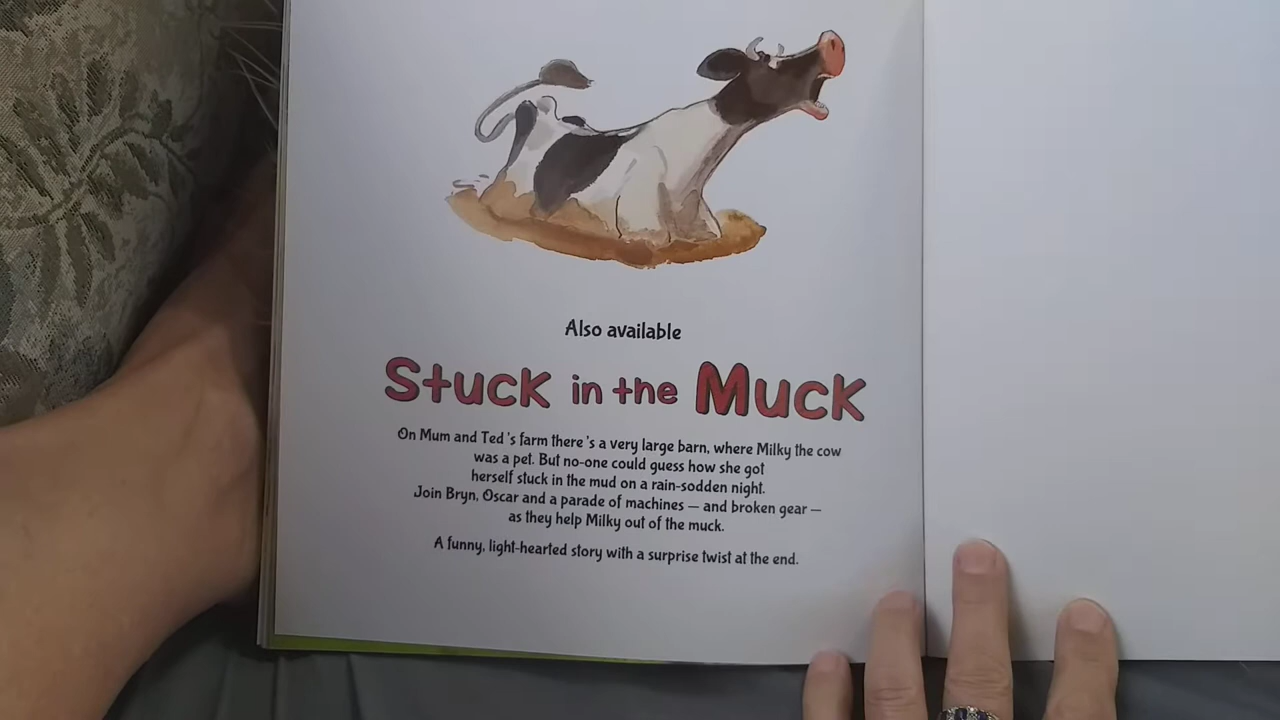 Also available
Stuck in the Muck
On Mum and Ted's farm there's a very large barn, where Milky the cow
was a pet. But no-one could guess how she got
herself stuck in the mud on a rain-sodden night.
Join Bryn, Oscar and a parade of machines – and broken gear –
as they help Milky out of the muck.
A funny, light-hearted story with a surprise twist at the end.